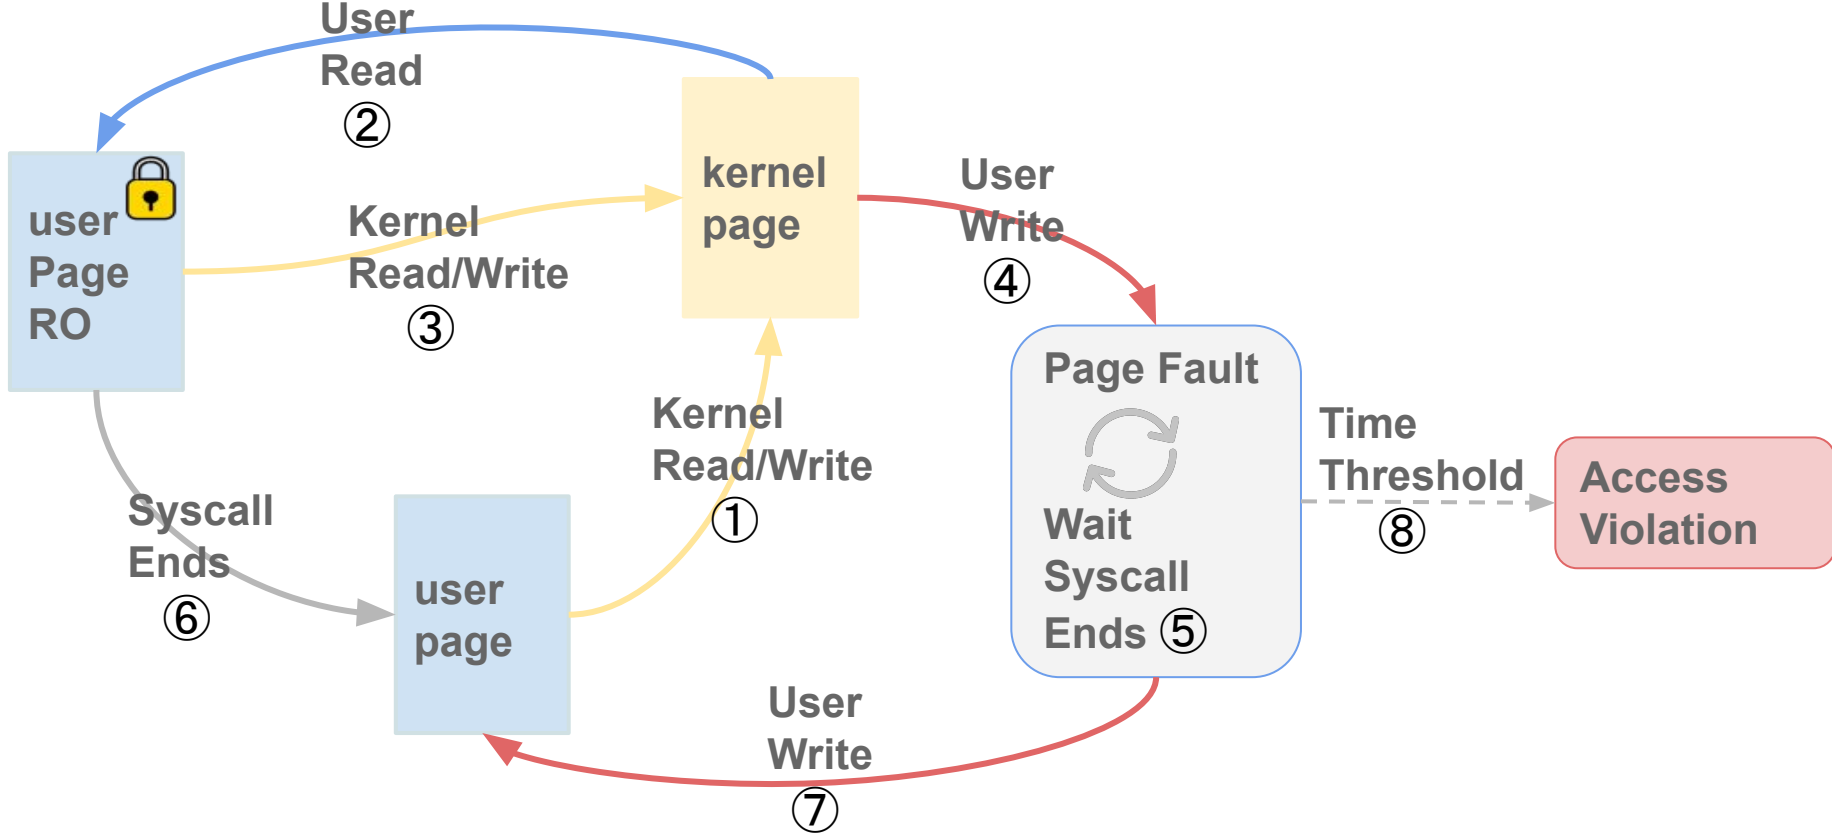 User
Read
②
user
Page
RO
Kernel
Read/Write
③
kernel
page
User
Write
④
Page Fault
Wait
Syscall
Ends ⑤
Time
Threshold
⑧
Access
Violation
Kernel
Read/Write
①
Syscall
Ends
⑥
user
page
User
Write
⑦